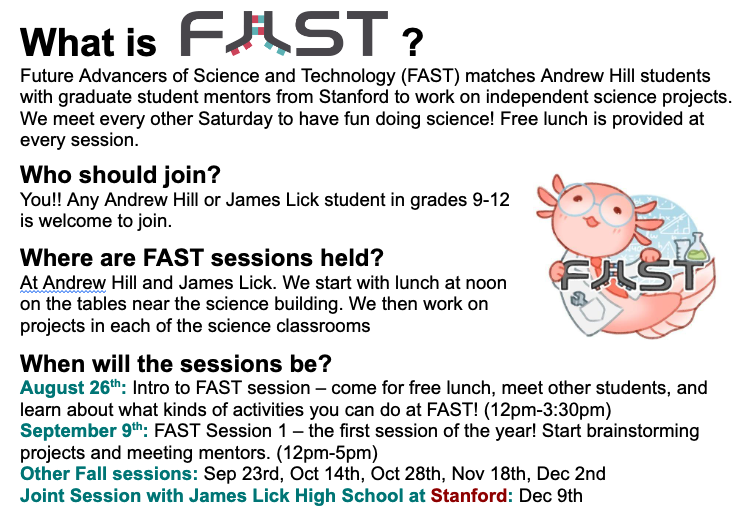 What is FAST ?
Future Advancers of Science and Technology (FAST) matches Andrew Hill students
with graduate student mentors from Stanford to work on independent science projects.
We meet every other Saturday to have fun doing science! Free lunch is provided at
every session.
Who should join?
You!! Any Andrew Hill or James Lick student in grades 9-12
is welcome to join.
Where are FAST sessions held?
At Andrew Hill and James Lick. We start with lunch at noon
on the tables near the science building. We then work on
projects in each of the science classrooms
FAST
When will the sessions be?
August 26th: Intro to FAST session – come for free lunch, meet other students, and
learn about what kinds of activities you can do at FAST! (12pm-3:30pm)
September 9th: FAST Session 1 – the first session of the year! Start brainstorming
projects and meeting mentors. (12pm-5pm)
Other Fall sessions: Sep 23rd, Oct 14th, Oct 28th, Nov 18th, Dec 2nd
Joint Session with James Lick High School at Stanford: Dec 9th